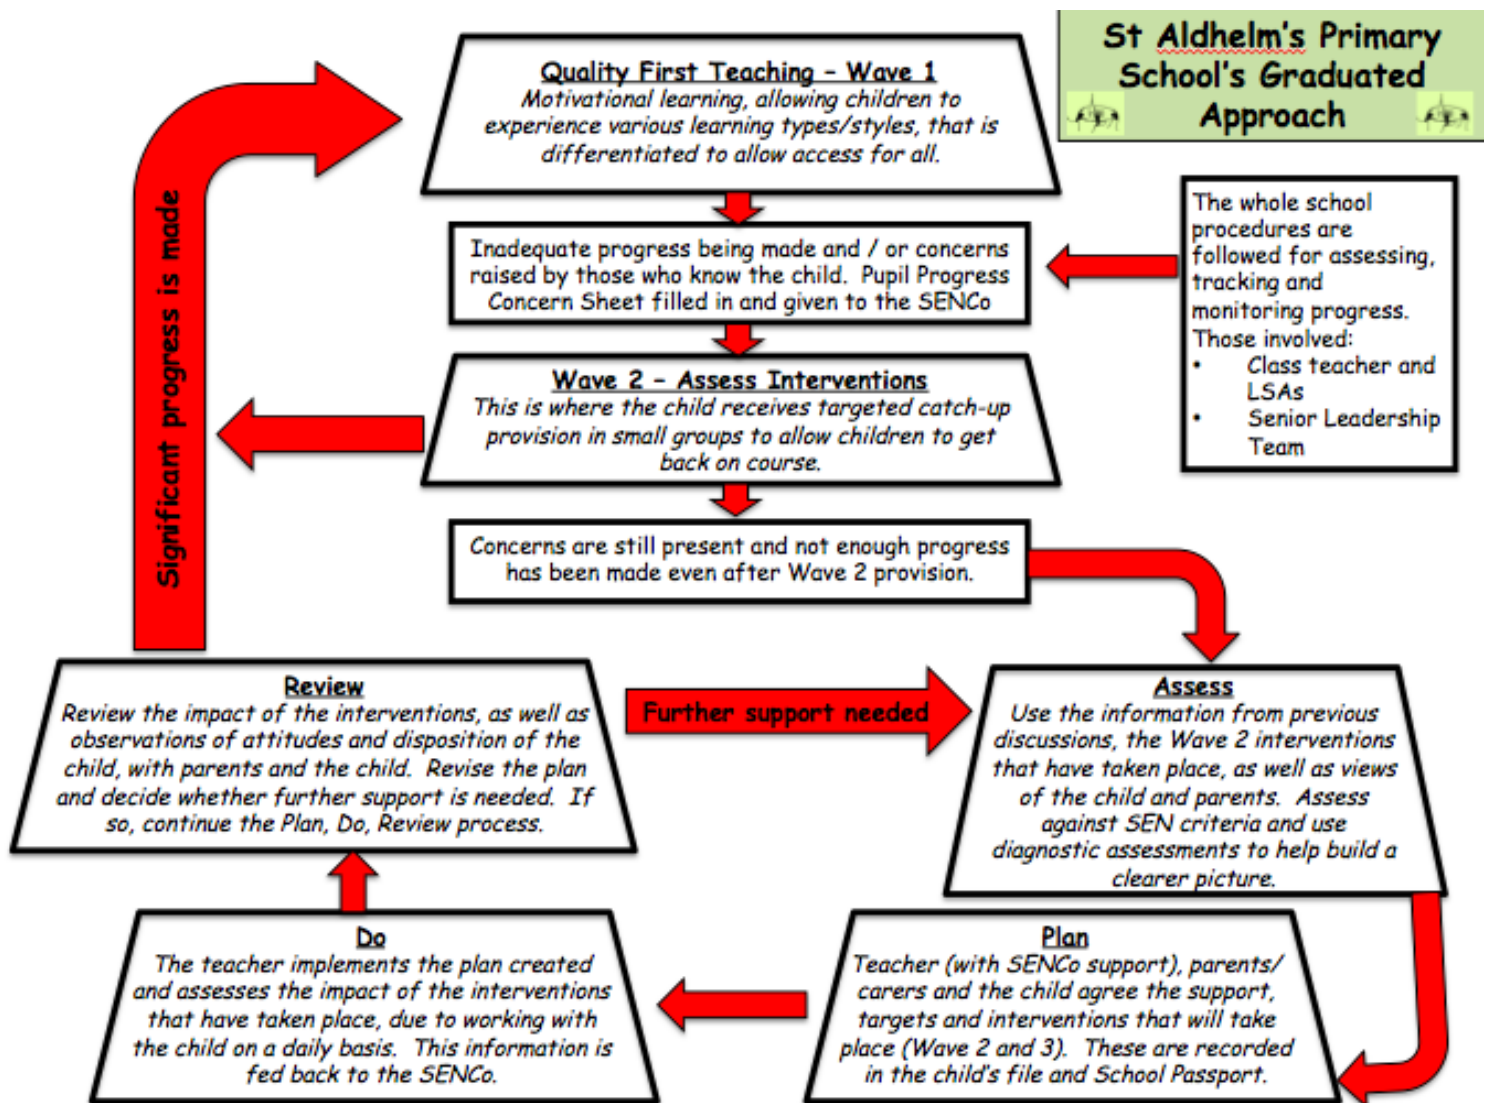 St Aldhelm's Primary
School's Graduated
Approach
Quality First Teaching - Wave 1
Motivational learning, allowing children to
experience various learning types/styles, that is
differentiated to allow access for all.
Inadequate progress being made and / or concerns
raised by those who know the child. Pupil Progress
Concern Sheet filled in and given to the SENCo
The whole school
procedures are
followed for assessing,
tracking and
monitoring progress.
Those involved:
• Class teacher and
LSAs
• Senior Leadership
Team
Wave 2 - Assess Interventions
This is where the child receives targeted catch-up
provision in small groups to allow children to get
back on course.
Significant progress is made
Concerns are still present and not enough progress
has been made even after Wave 2 provision.
Review
Review the impact of the interventions, as well as
observations of attitudes and disposition of the
child, with parents and the child. Revise the plan
and decide whether further support is needed. If
so, continue the Plan, Do, Review process.
Further support needed
Assess
Use the information from previous
discussions, the Wave 2 interventions
that have taken place, as well as views
of the child and parents. Assess
against SEN criteria and use
diagnostic assessments to help build a
clearer picture.
Do
The teacher implements the plan created
and assesses the impact of the interventions
that have taken place, due to working with
the child on a daily basis. This information is
fed back to the SENCo.
Plan
Teacher (with SENCo support), parents/
carers and the child agree the support,
targets and interventions that will take
place (Wave 2 and 3). These are recorded
in the child's file and School Passport.